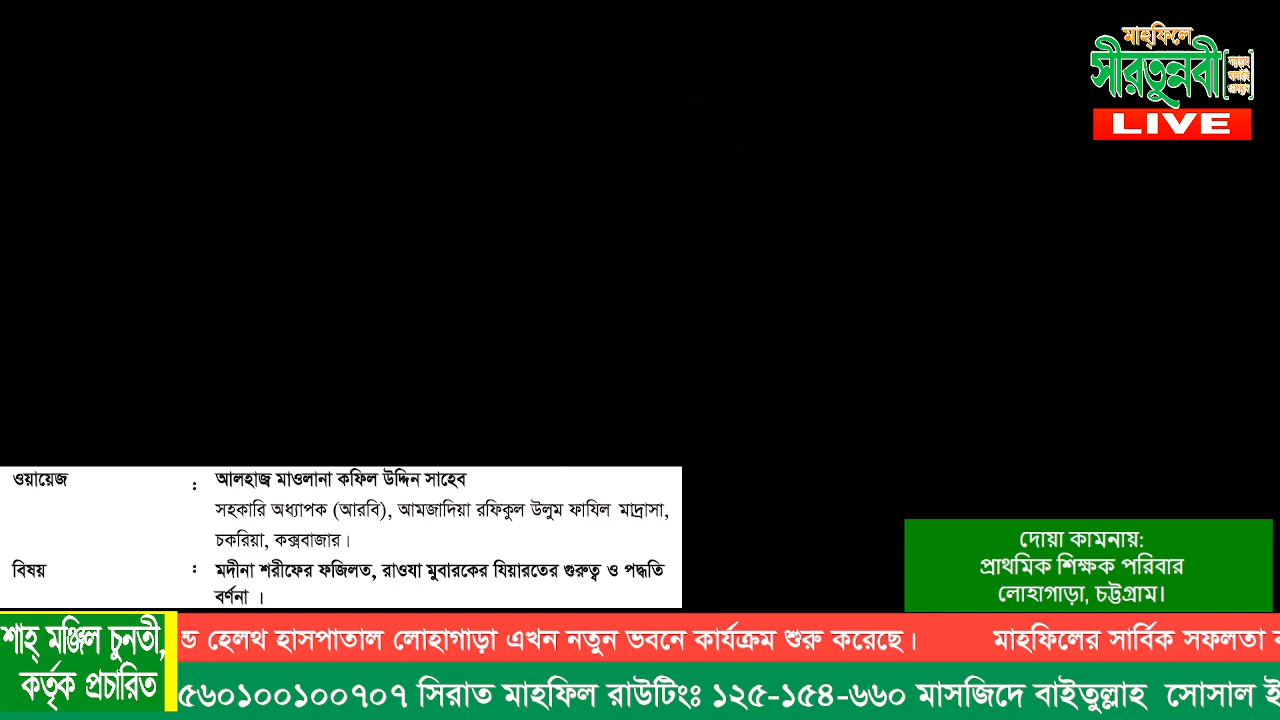 মাহ্ফিলে
সীরতুন্নবী
LIVE
ওয়ায়েজ : আলহাজ্ব মাওলানা কফিল উদ্দিন সাহেব
সহকারি অধ্যাপক (আরবি), আমজাদিয়া রফিকুল উলুম ফাযিল মাদ্রাসা,
চকরিয়া, কক্সবাজার।
বিষয় : মদীনা শরীফের ফজিলত, রাওযা মুবারকের যিয়ারতের গুরুত্ব ও পদ্ধতি
বর্ণনা ।
দোয়া কামনায়:
প্রাথমিক শিক্ষক পরিবার
লোহাগাড়া, চট্টগ্রাম।
শাহ্ মঞ্জিল চুনতী,
কর্তৃক প্রচারিত
ন্ড হেলথ হাসপাতাল লোহাগাড়া এখন নতুন ভবনে কার্যক্রম শুরু করেছে। মাহফিলের সার্বিক সফলতা
৫৬০১০০১০০৭০৭ সিরাত মাহফিল রাউটিংঃ ১২৫-১৫৪-৬৬০ মাসজিদে বাইতুল্লাহ সোসাল ই